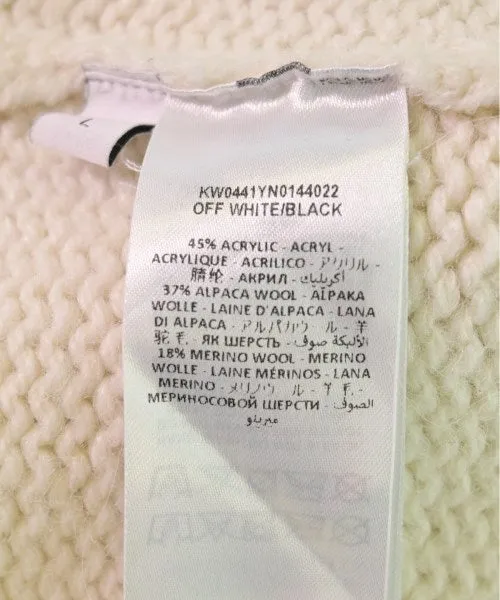 L
KW0441YN0144022
OFF WHITE/BLACK
45% ACRYLIC - ACRYL -
ACRYLIQUE - ACRILICO - アクリル -
腈纶 - АКРИЛ - أكريليك
37% ALPACA WOOL - ALPAKA
WOLLE - LAINE D'ALPACA - LANA
DI ALPACA - アルパカウール - 羊
驼毛 - ЯК ШЕРСТЬ - الألبكة صوف
18% MERINO WOOL - MERINO
WOLLE - LAINE MÉRINOS - LANA
MERINO - メリノウール - 羊毛 -
МЕРИНОСОВОЙ ШЕРСТИ - الصوف
ميرينو